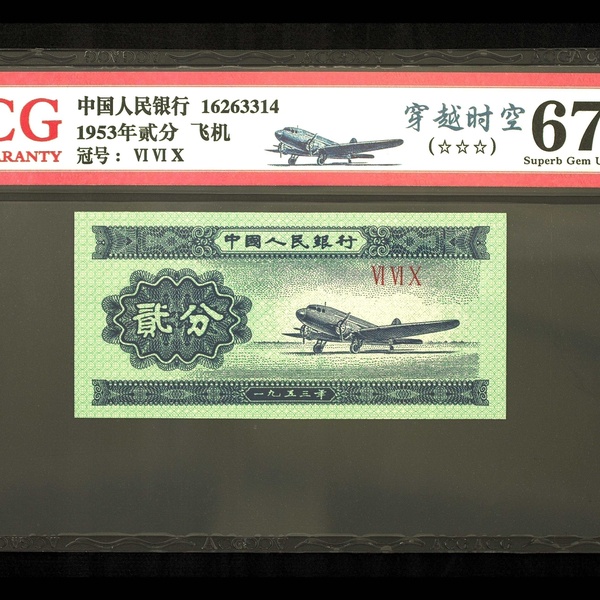 CG
ARANTY
中国人民银行 16263314
1953年贰分 飞机
冠号： VI VI X
穿越时空
(☆☆☆)
67
Superb Gem U
中國人民銀行
VI VI X
貳分
一九五三年